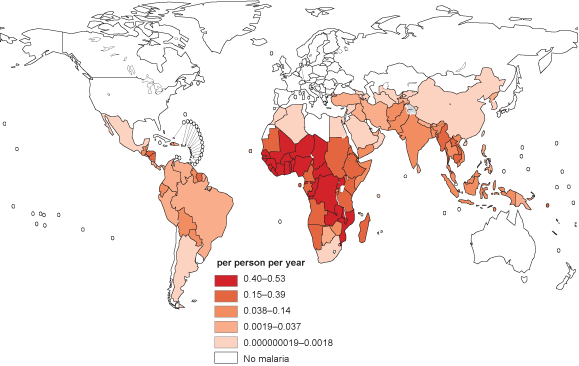 per person per year
0.40–0.53
0.15–0.39
0.038–0.14
0.0019–0.037
0.000000019–0.0018
No malaria